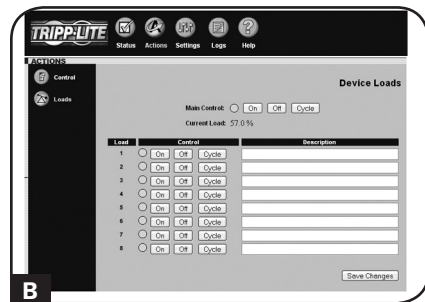 TRIPP·LITE
Status Actions Settings Logs Help
ACTIONS
Control
Loads
Device Loads
Main Control: On Off Cycle
Current Load: 57.0 %
Load Control Description
1 On Off Cycle
2 On Off Cycle
3 On Off Cycle
4 On Off Cycle
5 On Off Cycle
6 On Off Cycle
7 On Off Cycle
8 On Off Cycle
Save Changes
B